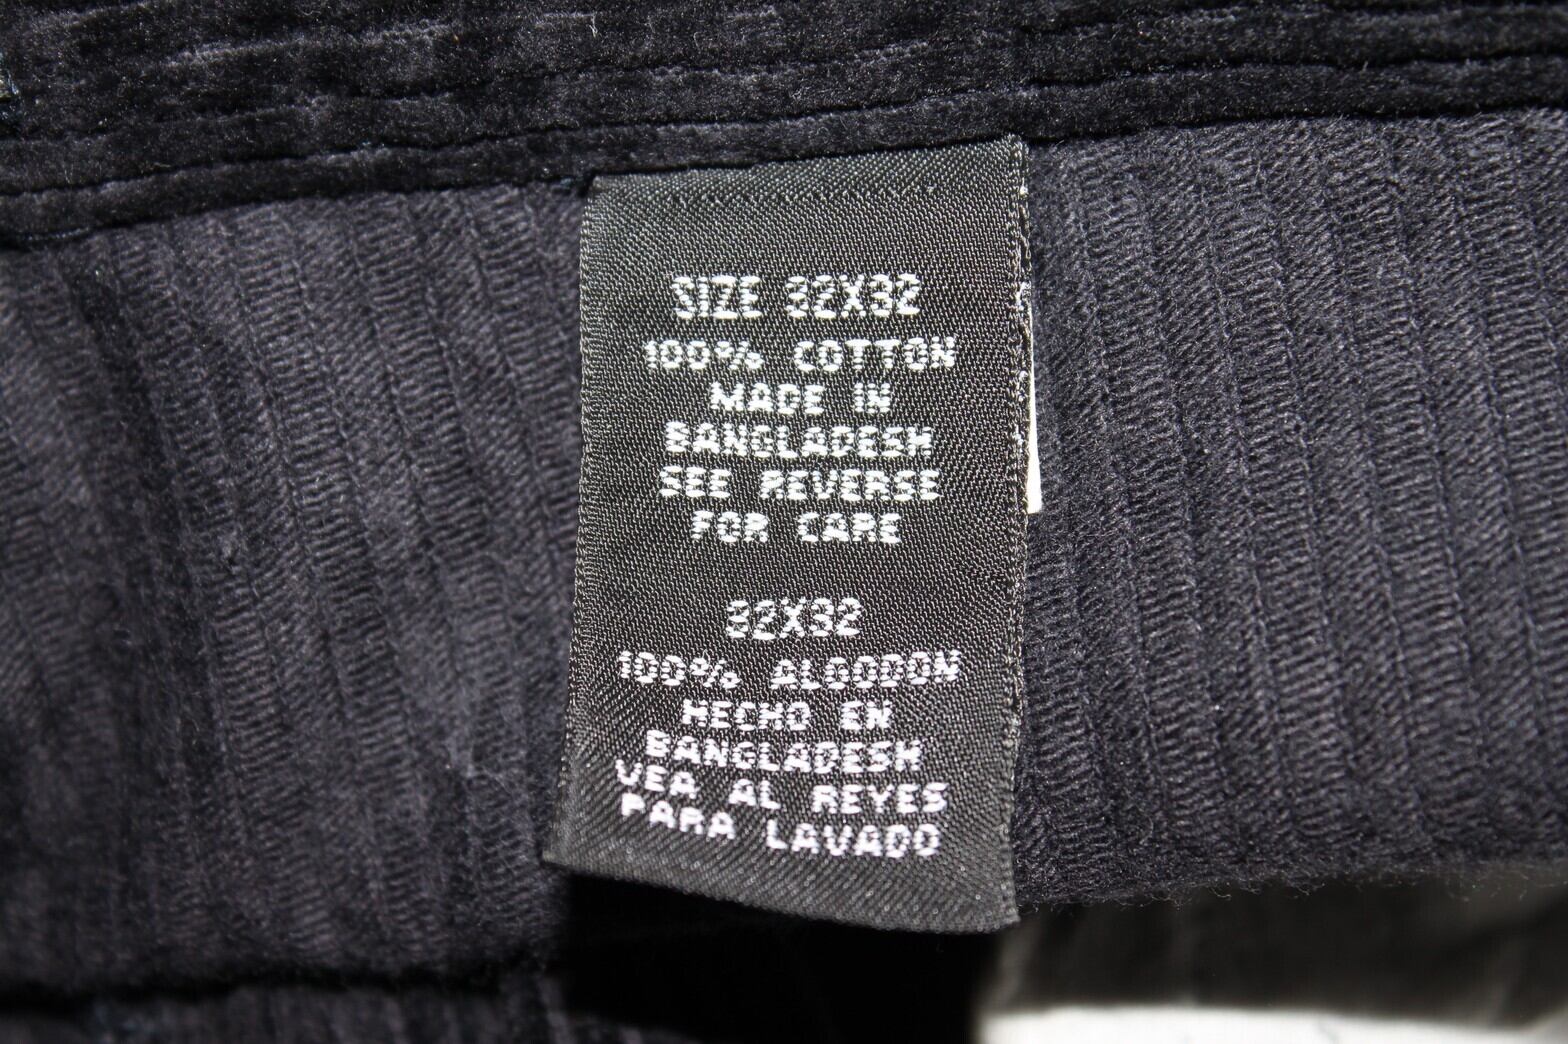 SIZE 32X32
100% COTTON
MADE IN
BANGLADESH
SEE REVERSE
FOR CARE
32X32
100% ALGODON
HECHO EN
BANGLADESH
VEA AL REYES
PARA LAVADO